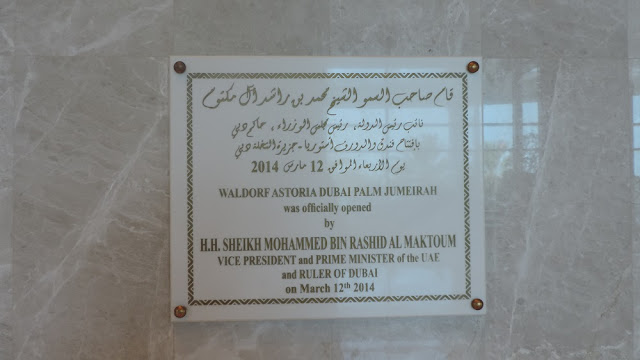 قام صاحب السمو الشيخ محمد بن راشد آل مكتوم
نائب رئيس الدولة، رئيس مجلس الوزراء، حاكم دبي
بافتتاح فندق والدورف أستوريا - جزيرة النخلة دبي
يوم الأربعاء الموافق 12 مارس 2014
WALDORF ASTORIA DUBAI PALM JUMEIRAH
was officially opened
by
H.H. SHEIKH MOHAMMED BIN RASHID AL MAKTOUM
VICE PRESIDENT and PRIME MINISTER of the UAE
and RULER OF DUBAI
on March 12th 2014